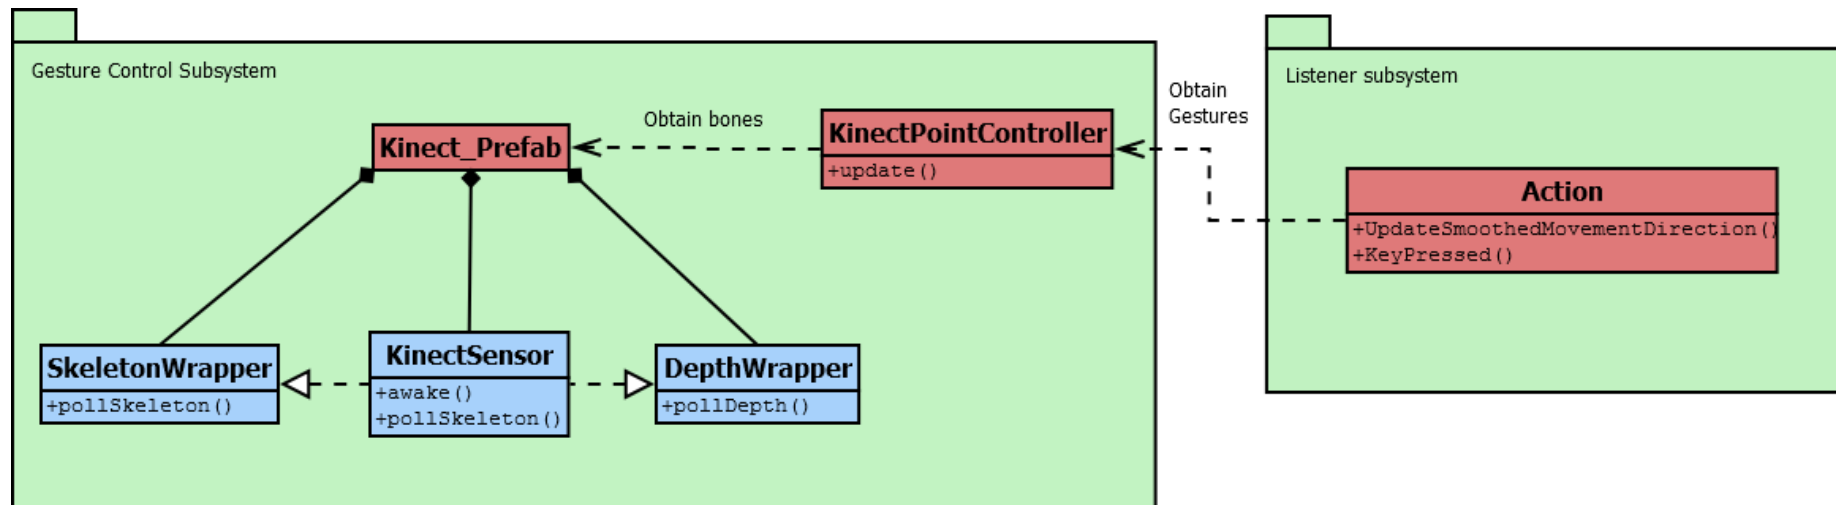 Gesture Control Subsystem
Kinect_Prefab
Obtain bones
KinectPointController
+update()
SkeletonWrapper
+pollSkeleton()
KinectSensor
+awake()
+pollSkeleton()
DepthWrapper
+pollDepth()
Obtain
Gestures
Listener subsystem
Action
+UpdateSmoothedMovementDirection()
+KeyPressed()